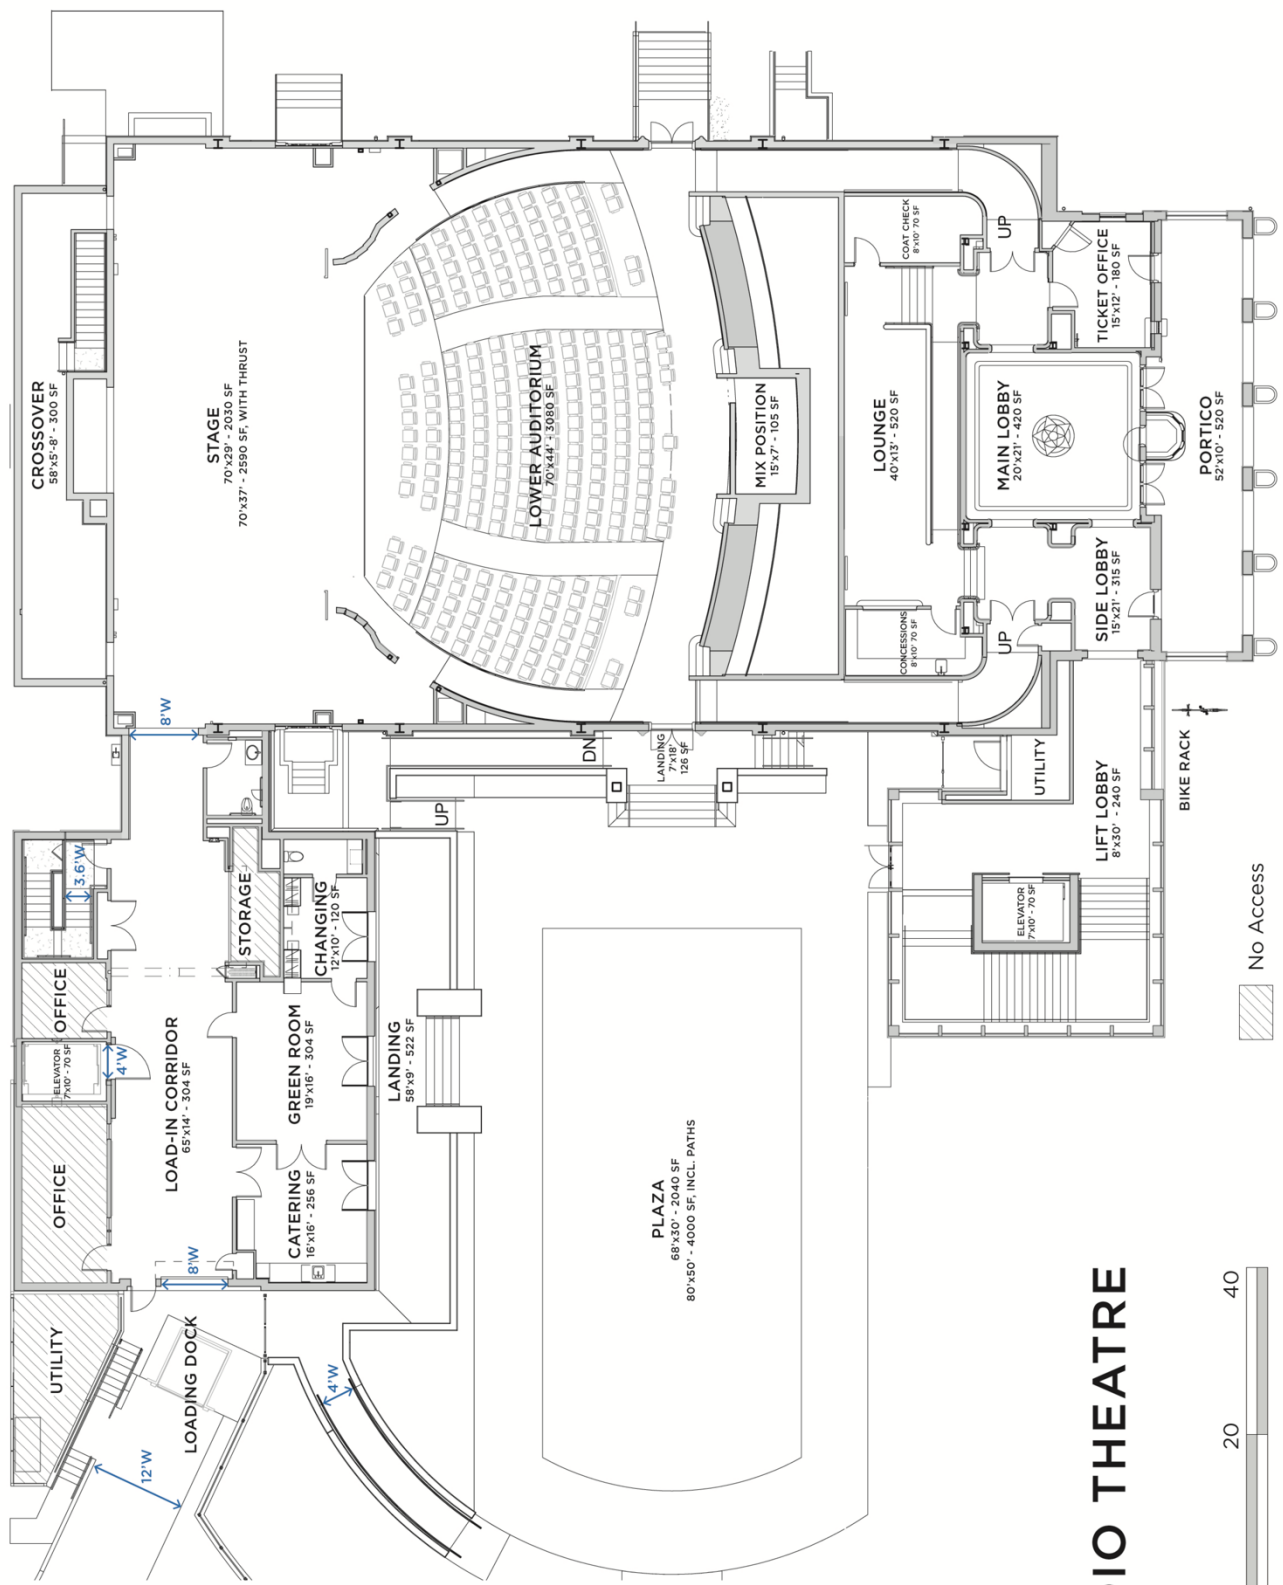 CROSSOVER
58'x5'-8' - 300 SF
STAGE
70'x29' - 2030 SF
70'x37' - 2590 SF, WITH THRUST
LOWER AUDITORIUM
70'x44' - 3080 SF
MIX POSITION
15'x7' - 105 SF
COAT CHECK
8'x10' 70 SF
LOUNGE
40'x13' - 520 SF
CONCESSIONS
8'x10' 70 SF
UP
TICKET OFFICE
15'x12' - 180 SF
MAIN LOBBY
20'x21' - 420 SF
PORTICO
52'x10' - 520 SF
SIDE LOBBY
15'x21' - 315 SF
UP
8'W
DN
LANDING
7'x18'
126 SF
UTILITY
LIFT LOBBY
8'x30' - 240 SF
BIKE RACK
UP
3.6'W
STORAGE
CHANGING
12'x10' - 120 SF
ELEVATOR
7'x10' - 70 SF
No Access
OFFICE
ELEVATOR
7'x10' - 70 SF
4'W
LOAD-IN CORRIDOR
65'x14' - 304 SF
GREEN ROOM
19'x16' - 304 SF
LANDING
58'x9' - 522 SF
OFFICE
CATERING
16'x16' - 256 SF
PLAZA
68'x30' - 2040 SF
80'x50' - 4000 SF, INCL. PATHS
8'W
UTILITY
LOADING DOCK
4'W
12'W
DIO THEATRE
20
40